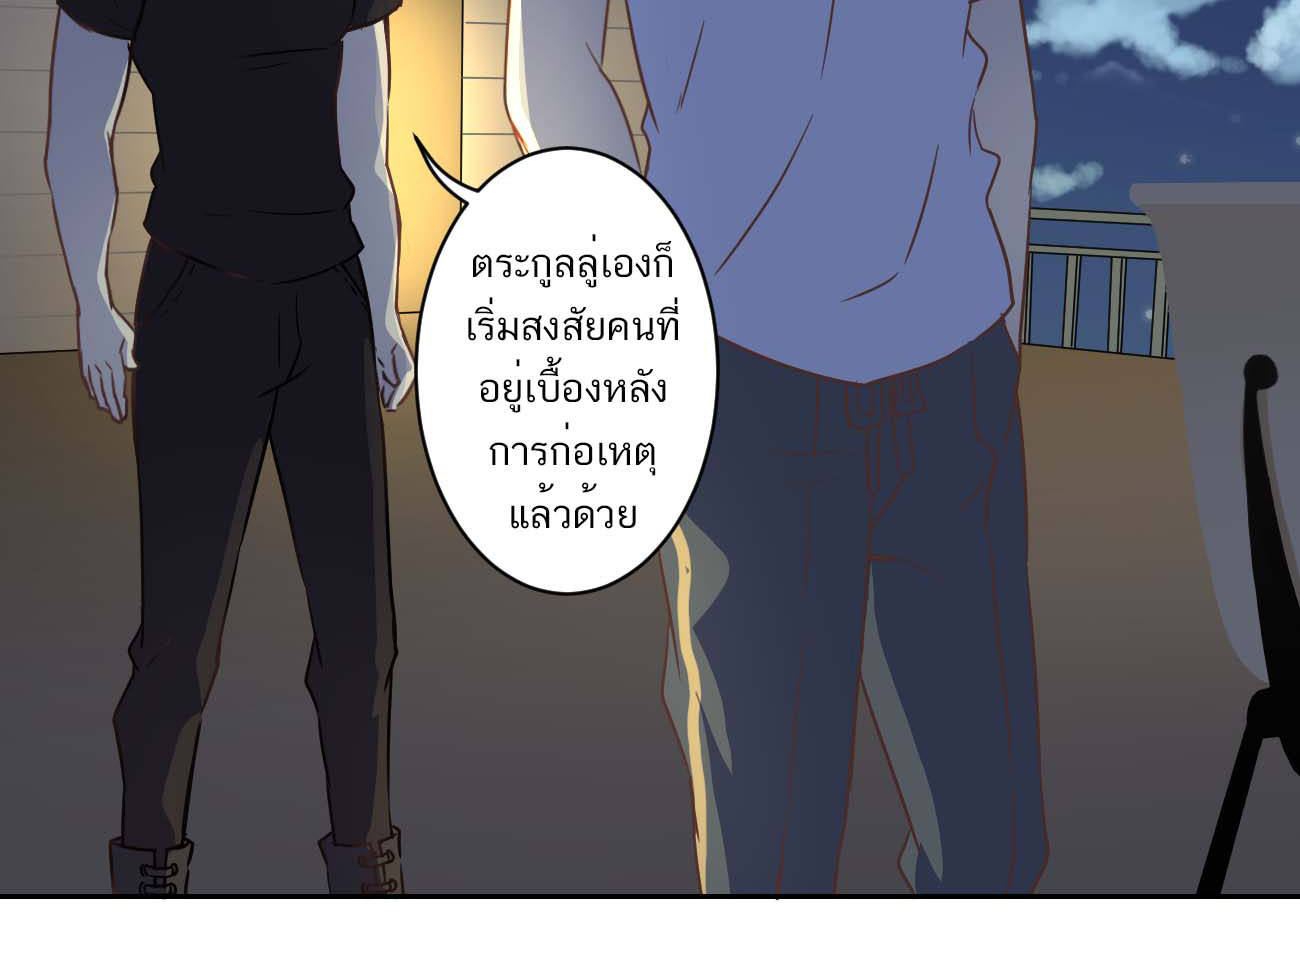 ตระกูลลู่เองก็
เริ่มสงสัยคนที่
อยู่เบื้องหลัง
การก่อเหตุ
แล้วด้วย